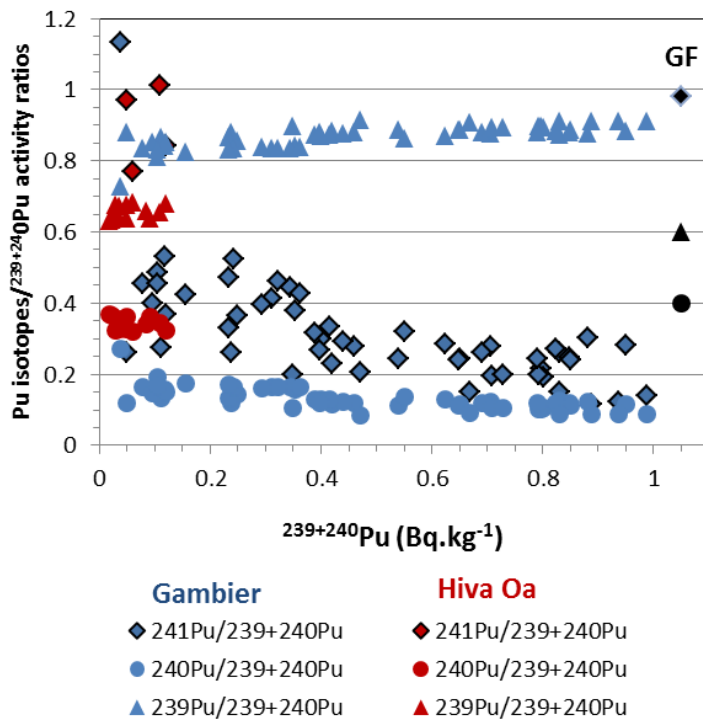 1.2
1
0.8
0.6
0.4
0.2
0
Pu isotopes/239+240Pu activity ratios
GF
0 0.2 0.4 0.6 0.8 1
239+240Pu (Bq.kg-1)
Gambier Hiva Oa
241Pu/239+240Pu 241Pu/239+240Pu
240Pu/239+240Pu 240Pu/239+240Pu
239Pu/239+240Pu 239Pu/239+240Pu